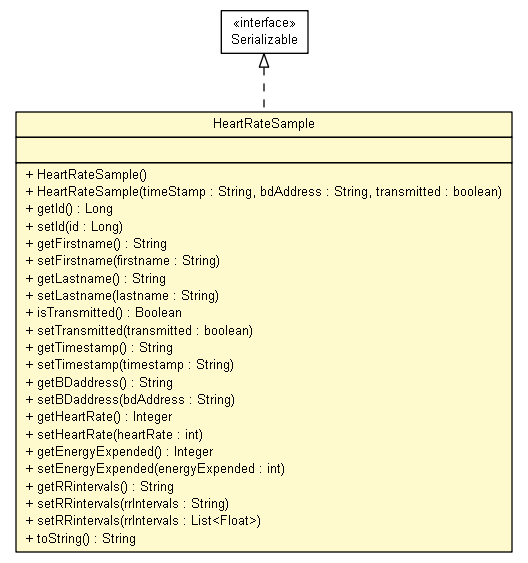 «interface»
Serializable
HeartRateSample
+ HeartRateSample()
+ HeartRateSample(timeStamp : String, bdAddress : String, transmitted : boolean)
+ getId() : Long
+ setId(id : Long)
+ getFirstname() : String
+ setFirstname(firstname : String)
+ getLastname() : String
+ setLastname(lastname : String)
+ isTransmitted() : Boolean
+ setTransmitted(transmitted : boolean)
+ getTimestamp() : String
+ setTimestamp(timestamp : String)
+ getBDaddress() : String
+ setBDaddress(bdAddress : String)
+ getHeartRate() : Integer
+ setHeartRate(heartRate : int)
+ getEnergyExpended() : Integer
+ setEnergyExpended(energyExpended : int)
+ getRRintervals() : String
+ setRRintervals(rrIntervals : String)
+ setRRintervals(rrIntervals : List<Float>)
+ toString() : String